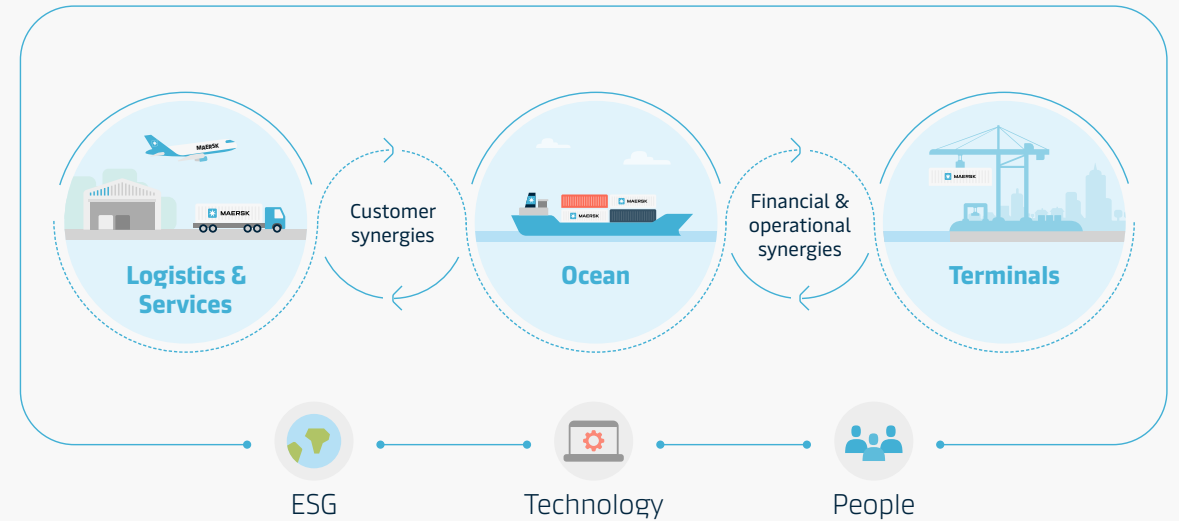 MAERSK
MAERSK
Logistics &
Services
Customer
synergies
MAERSK
MAERSK
Ocean
Financial &
operational
synergies
MAERSK
Terminals
ESG
Technology
People